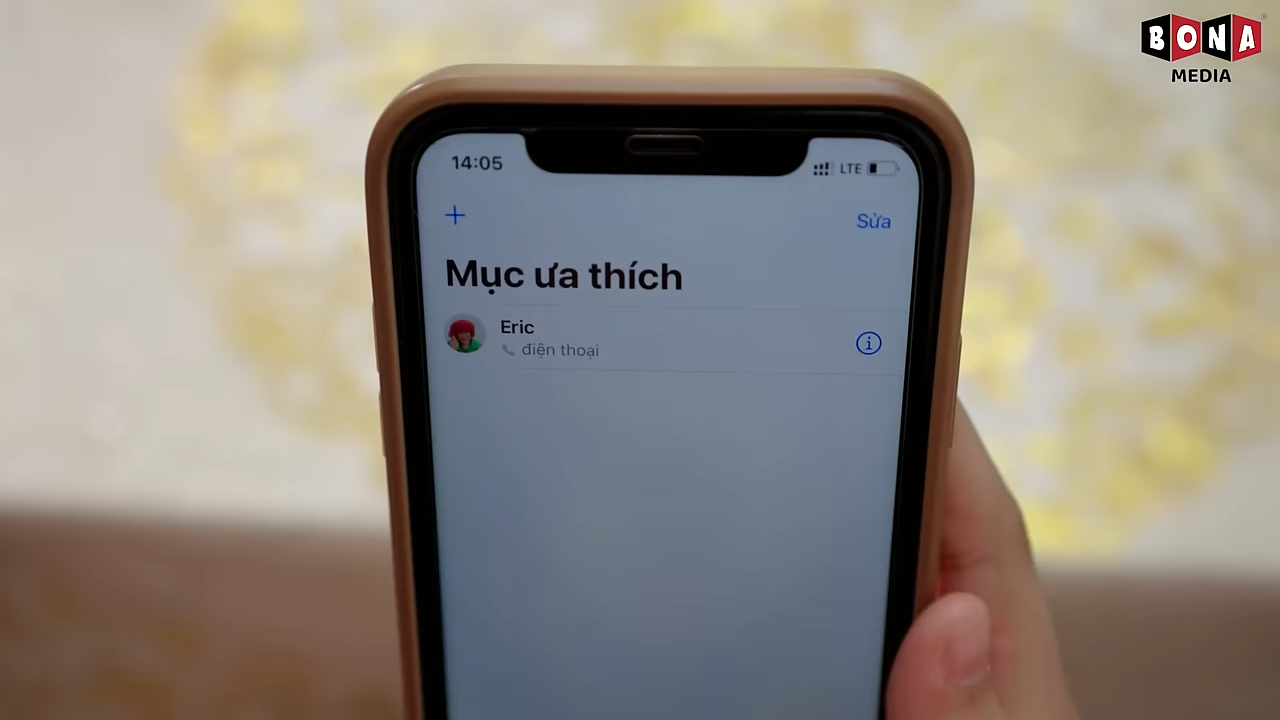 BONA
MEDIA
14:05
LTE
+
Sửa
Mục ưa thích
Eric
điện thoại